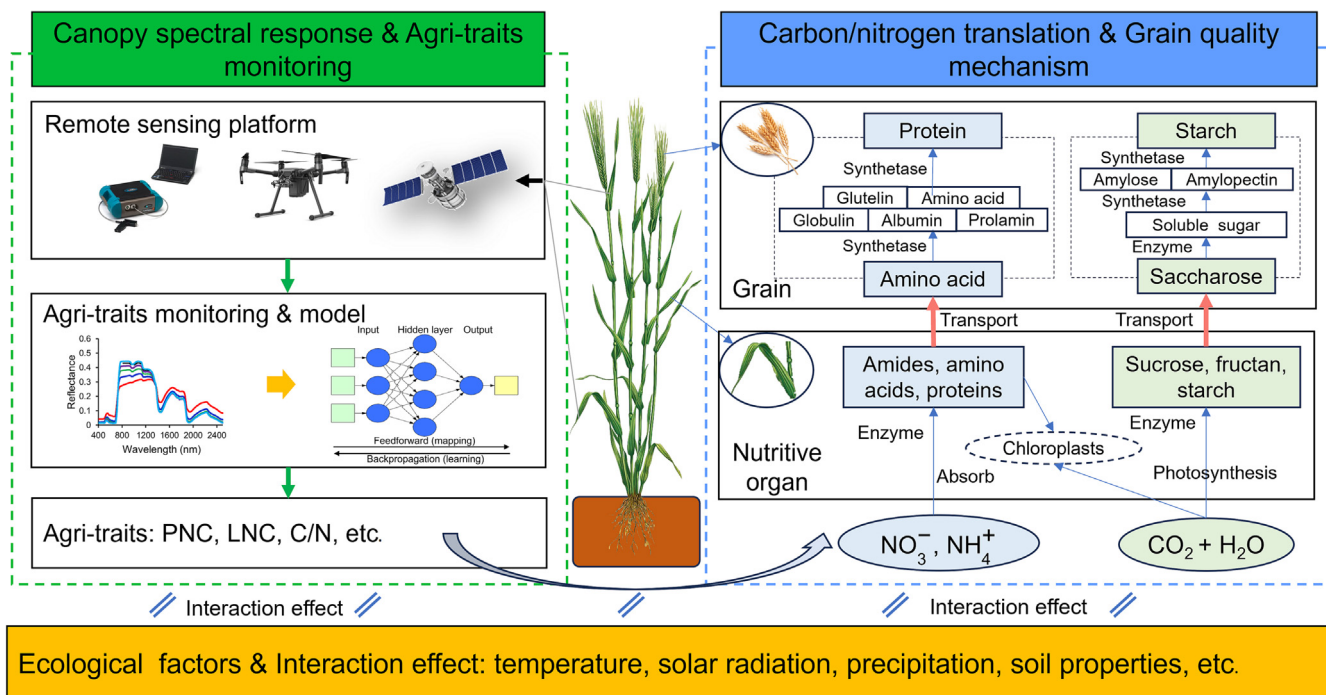 Canopy spectral response & Agri-traits
monitoring
Remote sensing platform
Agri-traits monitoring & model
Reflectance
0.6
0.5
0.4
0.3
0.2
0.1
0
400 800 1200 1600 2000 2400
Wavelength (nm)
Input Hidden layer Output
Feedforward (mapping)
Backpropagation (learning)
Agri-traits: PNC, LNC, C/N, etc.
Carbon/nitrogen translation & Grain quality
mechanism
Protein
Synthetase
Glutelin Amino acid
Globulin Albumin Prolamin
Synthetase
Amino acid
Starch
Synthetase
Amylose Amylopectin
Synthetase
Soluble sugar
Enzyme
Saccharose
Grain
Transport
Transport
Amides, amino
acids, proteins
Sucrose, fructan,
starch
Enzyme
Enzyme
Chloroplasts
Nutritive
organ
Absorb
Photosynthesis
NO₃⁻, NH₄⁺
CO₂ + H₂O
Interaction effect
Interaction effect
Ecological factors & Interaction effect: temperature, solar radiation, precipitation, soil properties, etc.